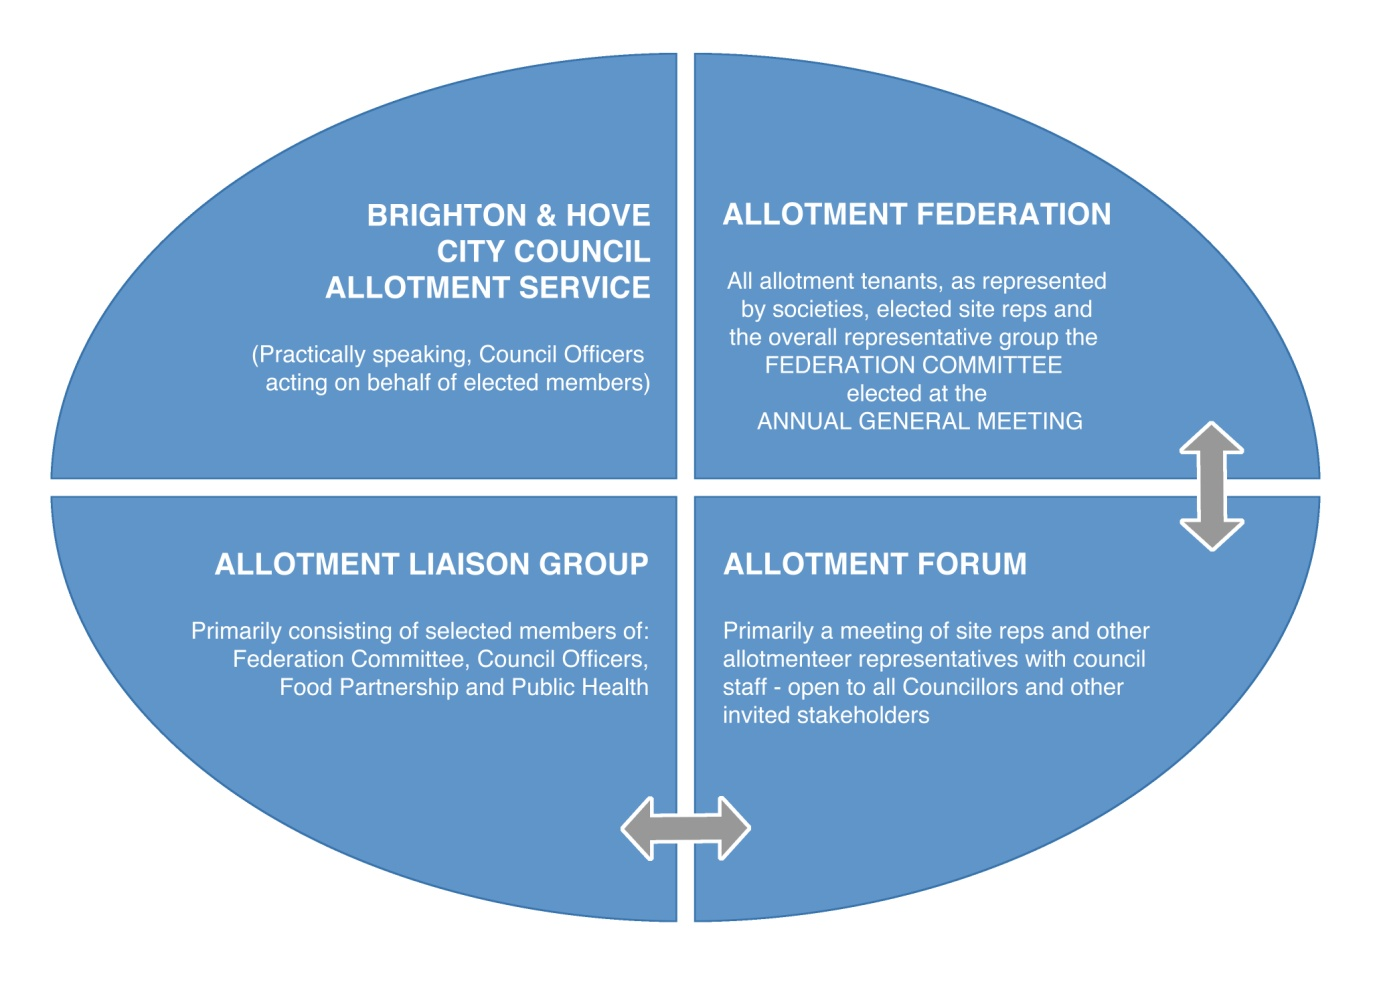 BRIGHTON & HOVE
CITY COUNCIL
ALLOTMENT SERVICE
(Practically speaking, Council Officers
acting on behalf of elected members)
ALLOTMENT FEDERATION
All allotment tenants, as represented
by societies, elected site reps and
the overall representative group the
FEDERATION COMMITTEE
elected at the
ANNUAL GENERAL MEETING
ALLOTMENT LIAISON GROUP
Primarily consisting of selected members of:
Federation Committee, Council Officers,
Food Partnership and Public Health
ALLOTMENT FORUM
Primarily a meeting of site reps and other
allotmenteer representatives with council
staff - open to all Councillors and other
invited stakeholders